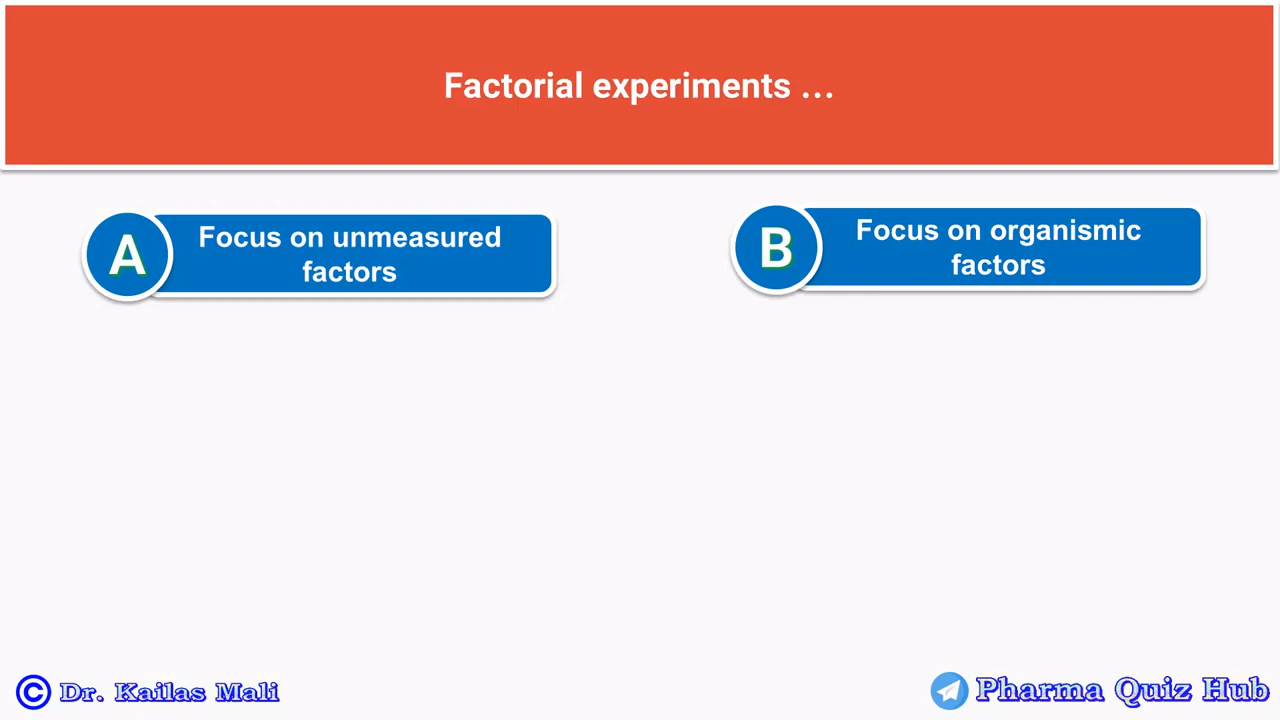 Factorial experiments ...
A
Focus on unmeasured
factors
B
Focus on organismic
factors
© Dr. Kailas Mali
Pharma Quiz Hub